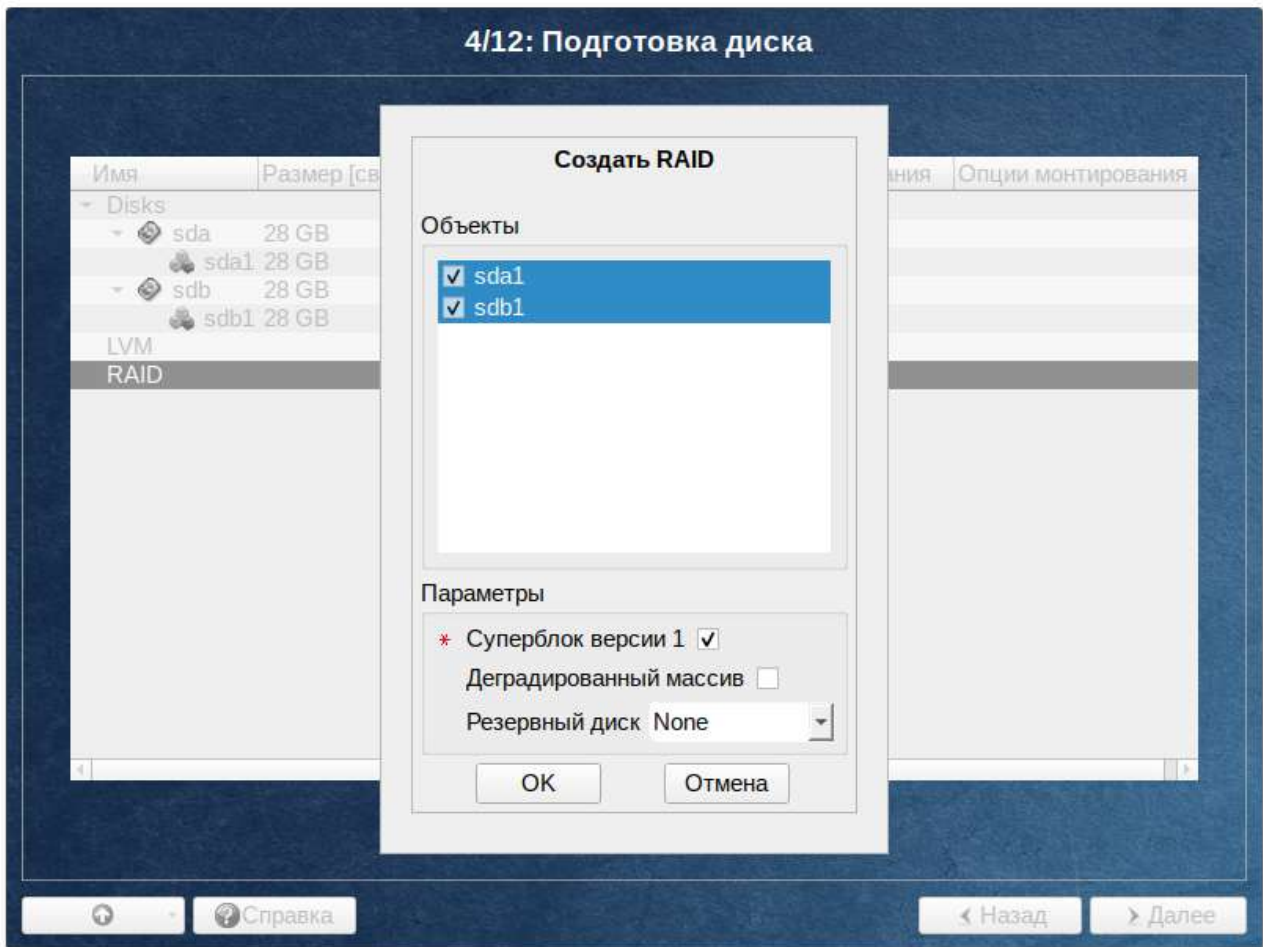 4/12: Подготовка диска
Создать RAID
Имя Размер [св ния Опции монтирования
Disks
sda 28 GB
sda1 28 GB
sdb 28 GB
sdb1 28 GB
LVM
RAID
Объекты
sda1
sdb1
Параметры
* Суперблок версии 1
Деградированный массив
Резервный диск None
OK Отмена
Справка Назад Далее